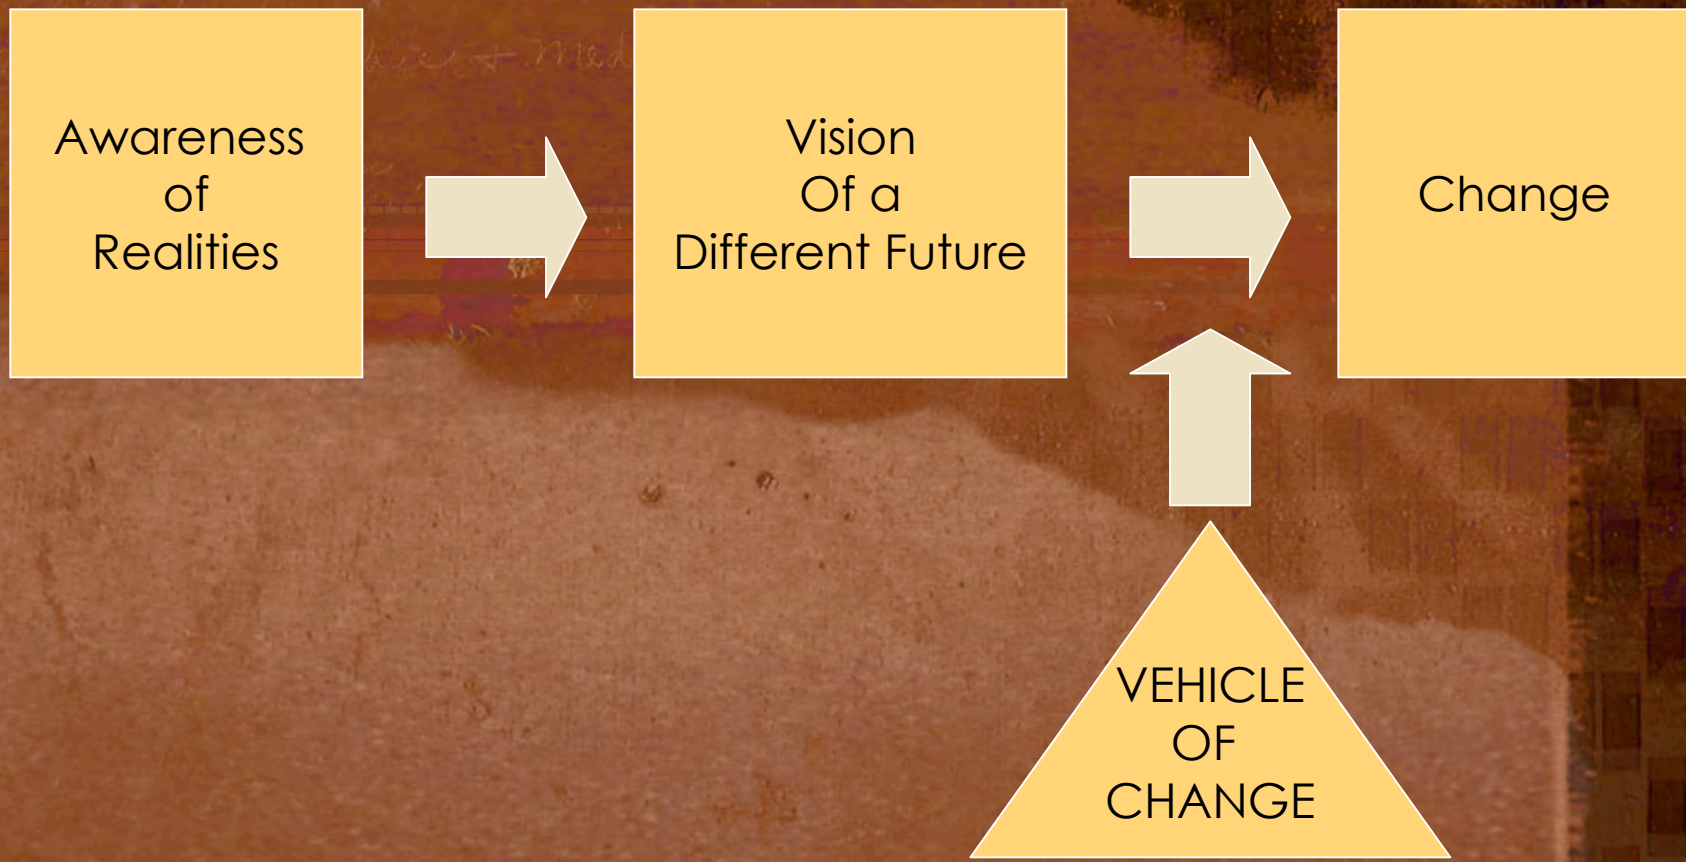 Awareness
of
Realities
Vision
Of a
Different Future
Change
VEHICLE
OF
CHANGE